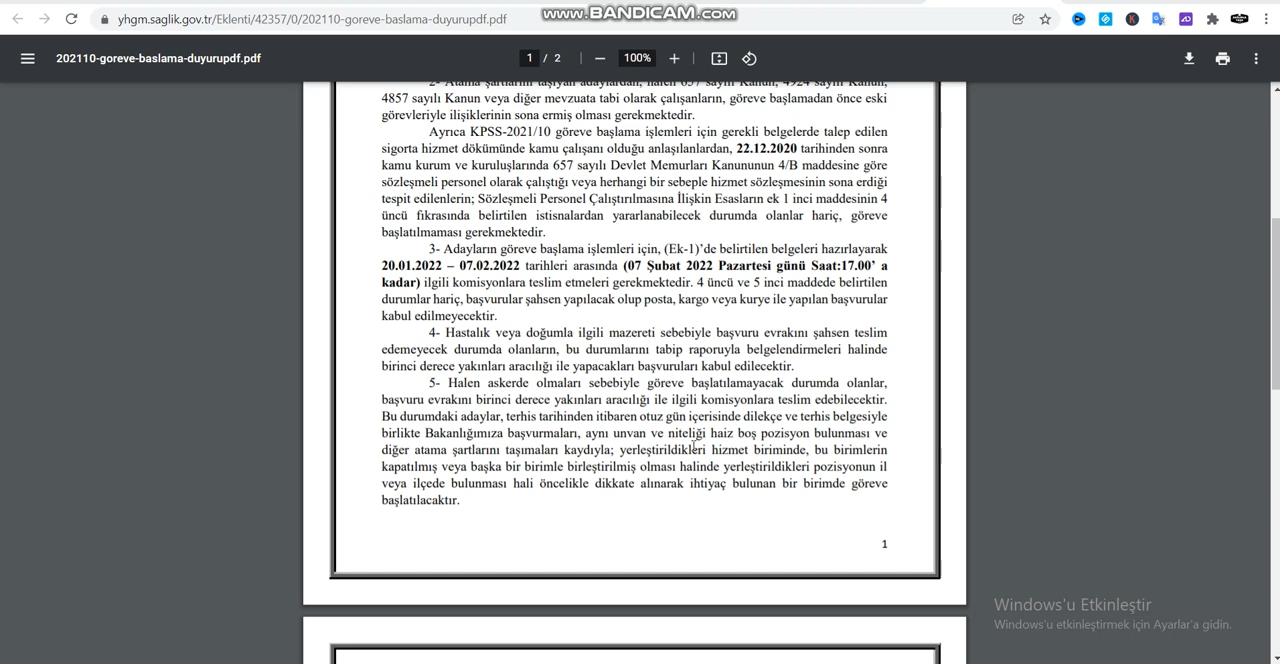 yhgm.saglik.gov.tr/Eklenti/42357/0/202110-goreve-baslama-duyurupdf.pdf
www.BANDICAM.com
202110-goreve-baslama-duyurupdf.pdf
1 / 2
100%
2- Atama şartlarını taşıyan adaylardan, halen 657 sayılı Kanun, 4924 sayılı Kanun,
4857 sayılı Kanun veya diğer mevzuata tabi olarak çalışanların, göreve başlamadan önce eski
görevleriyle ilişiklerinin sona ermiş olması gerekmektedir.
Ayrıca KPSS-2021/10 göreve başlama işlemleri için gerekli belgelerde talep edilen
sigorta hizmet dökümünde kamu çalışanı olduğu anlaşılanlardan, 22.12.2020 tarihinden sonra
kamu kurum ve kuruluşlarında 657 sayılı Devlet Memurları Kanununun 4/B maddesine göre
sözleşmeli personel olarak çalıştığı veya herhangi bir sebeple hizmet sözleşmesinin sona erdiği
tespit edilenlerin; Sözleşmeli Personel Çalıştırılmasına İlişkin Esasların ek 1 inci maddesinin 4
üncü fıkrasında belirtilen istisnalardan yararlanabilecek durumda olanlar hariç, göreve
başlatılmaması gerekmektedir.
3- Adayların göreve başlama işlemleri için, (Ek-1)’de belirtilen belgeleri hazırlayarak
20.01.2022 – 07.02.2022 tarihleri arasında (07 Şubat 2022 Pazartesi günü Saat:17.00’ a
kadar) ilgili komisyonlara teslim etmeleri gerekmektedir. 4 üncü ve 5 inci maddede belirtilen
durumlar hariç, başvurular şahsen yapılacak olup posta, kargo veya kurye ile yapılan başvurular
kabul edilmeyecektir.
4- Hastalık veya doğumla ilgili mazereti sebebiyle başvuru evrakını şahsen teslim
edemeyecek durumda olanların, bu durumlarını tabip raporuyla belgelendirmeleri halinde
birinci derece yakınları aracılığı ile yapacakları başvuruları kabul edilecektir.
5- Halen askerde olmaları sebebiyle göreve başlatılamayacak durumda olanlar,
başvuru evrakını birinci derece yakınları aracılığı ile ilgili komisyonlara teslim edebilecektir.
Bu durumdaki adaylar, terhis tarihinden itibaren otuz gün içerisinde dilekçe ve terhis belgesiyle
birlikte Bakanlığımıza başvurmaları, aynı unvan ve niteliği haiz boş pozisyon bulunması ve
diğer atama şartlarını taşımaları kaydıyla; yerleştirildikleri hizmet biriminde, bu birimlerin
kapatılmış veya başka bir birimle birleştirilmiş olması halinde yerleştirildikleri pozisyonun il
veya ilçede bulunması hali öncelikle dikkate alınarak ihtiyaç bulunan bir birimde göreve
başlatılacaktır.
1
Windows'u Etkinleştir
Windows'u etkinleştirmek için Ayarlar'a gidin.